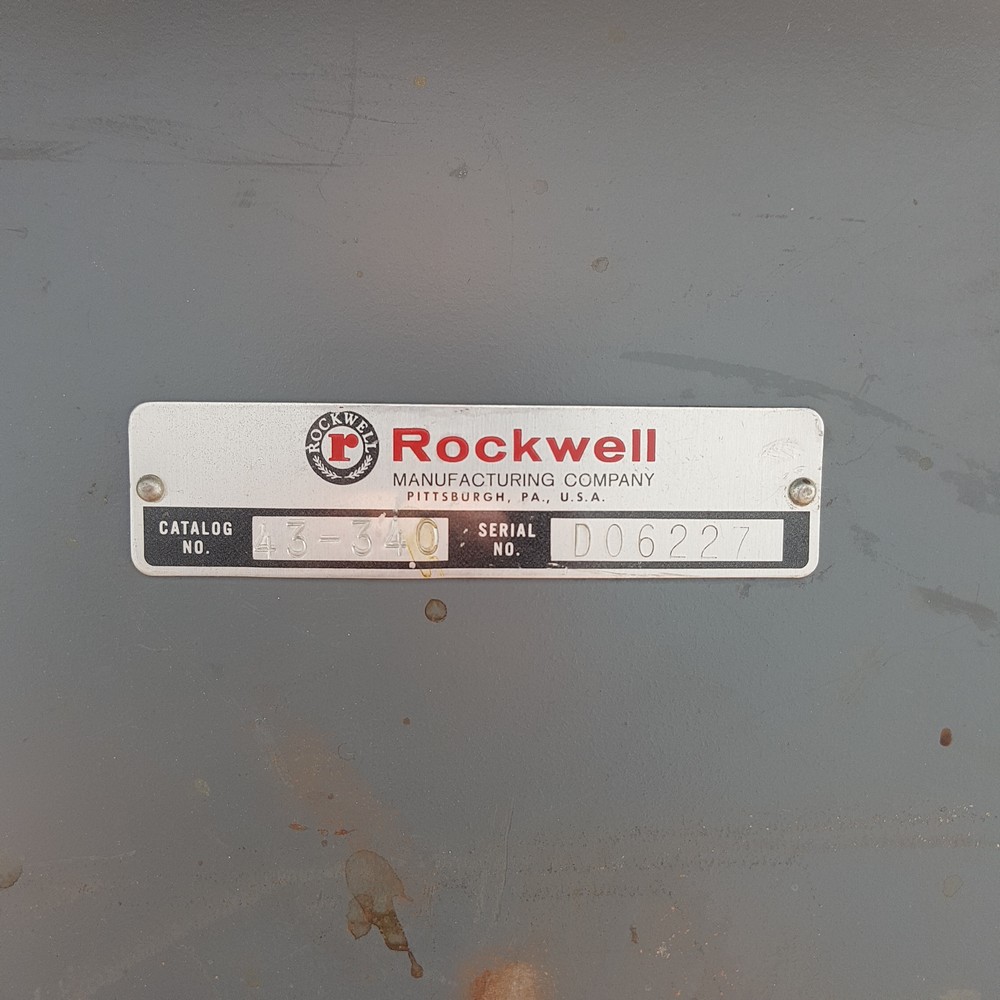 ROCKWELL
r
Rockwell
MANUFACTURING COMPANY
PITTSBURGH, PA., U.S.A.
CATALOG NO. 43-340 SERIAL NO. D06227